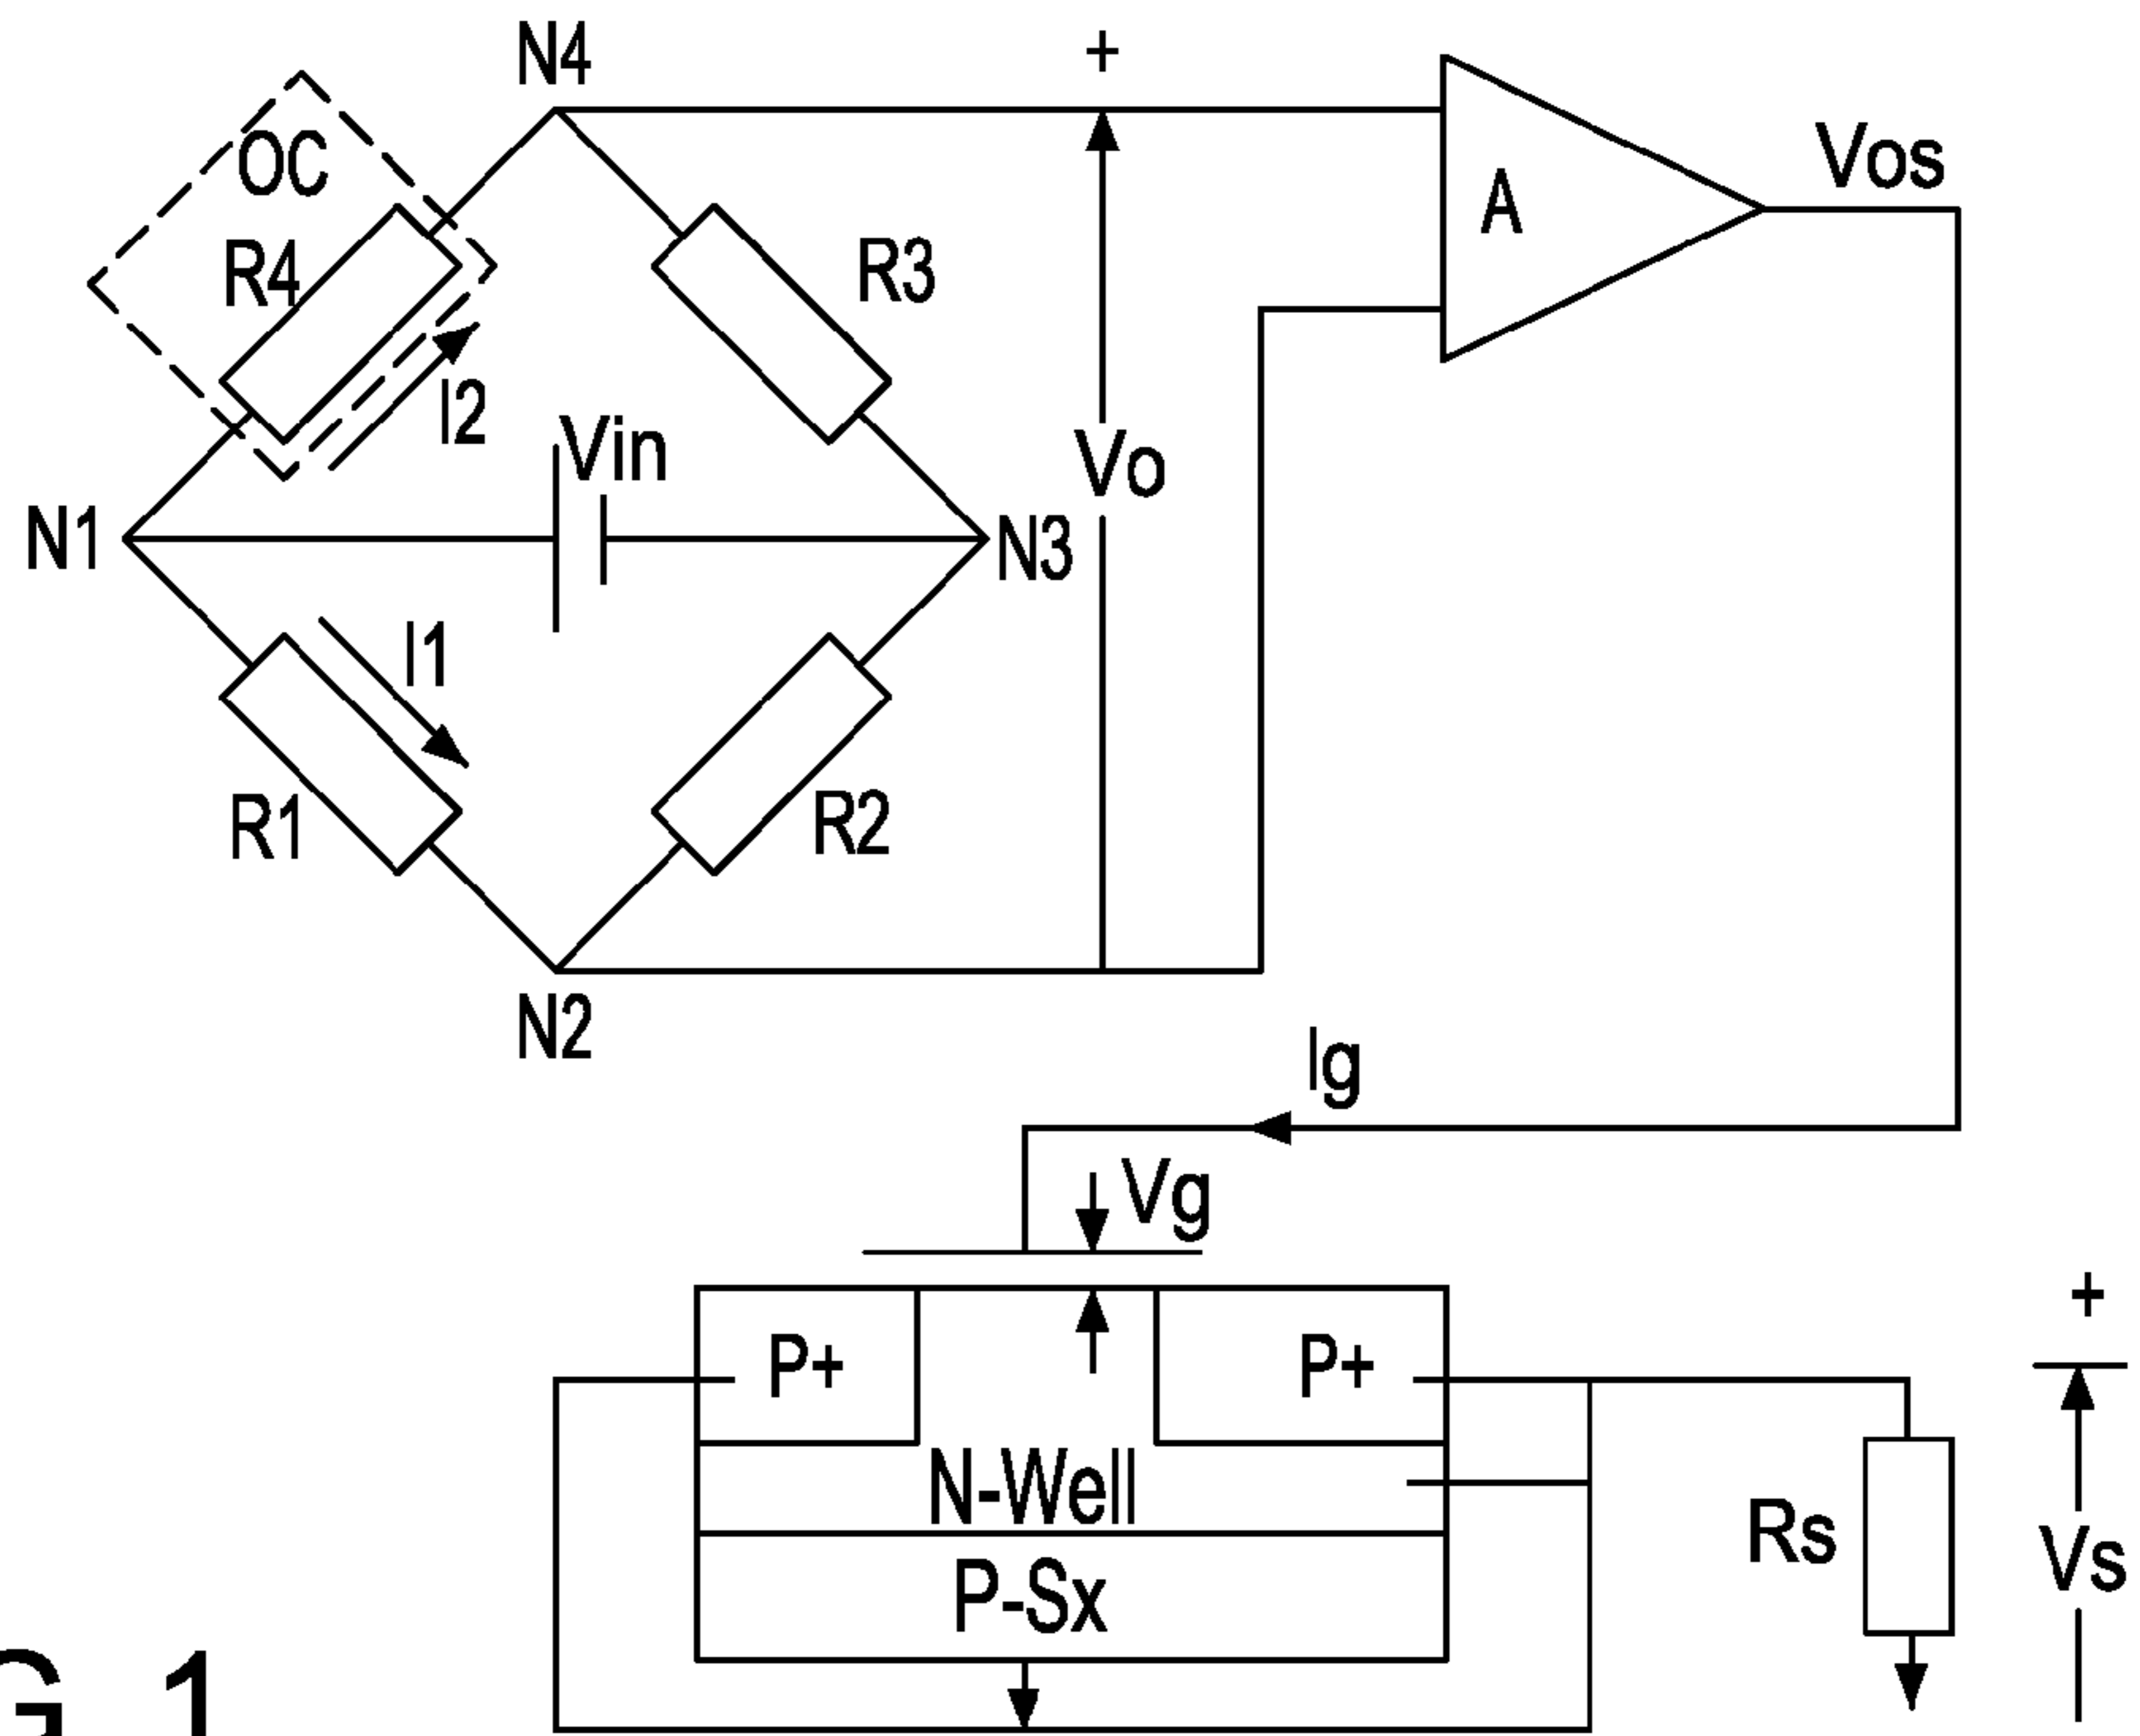 N4
+
OC
Vos
A
R4
R3
I2
Vin
Vo
N1
N3
I1
R1
R2
N2
Ig
Vg
+
P+
P+
N-Well
Rs
Vs
P-Sx
G 1